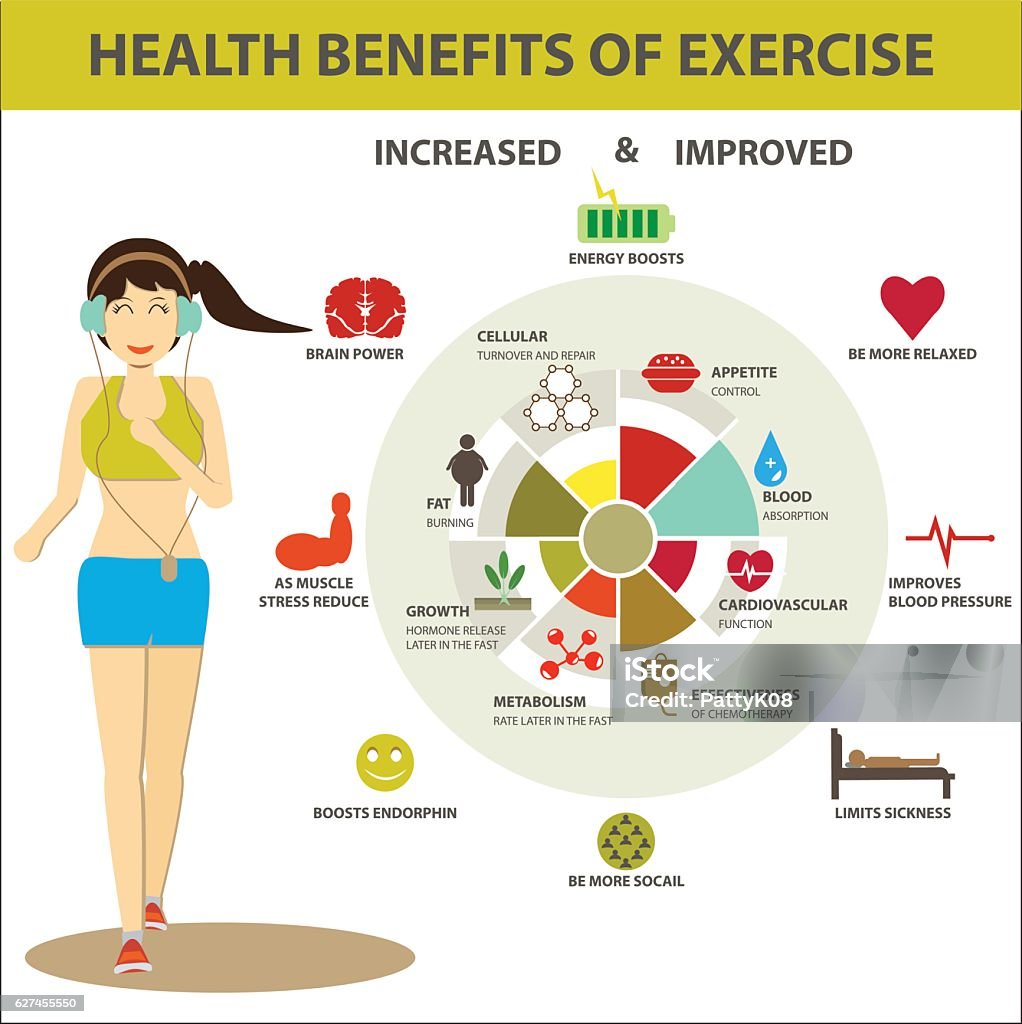 HEALTH BENEFITS OF EXERCISE
INCREASED & IMPROVED
ENERGY BOOSTS
BRAIN POWER
BE MORE RELAXED
CELLULAR
TURNOVER AND REPAIR
APPETITE
CONTROL
FAT
BURNING
BLOOD
ABSORPTION
AS MUSCLE
STRESS REDUCE
IMPROVES
BLOOD PRESSURE
GROWTH
HORMONE RELEASE
LATER IN THE FAST
CARDIOVASCULAR
FUNCTION
METABOLISM
RATE LATER IN THE FAST
EFFECTIVENESS
OF CHEMOTHERAPY
iStock
Credit: PattyK08
BOOSTS ENDORPHIN
LIMITS SICKNESS
BE MORE SOCAIL
627455550